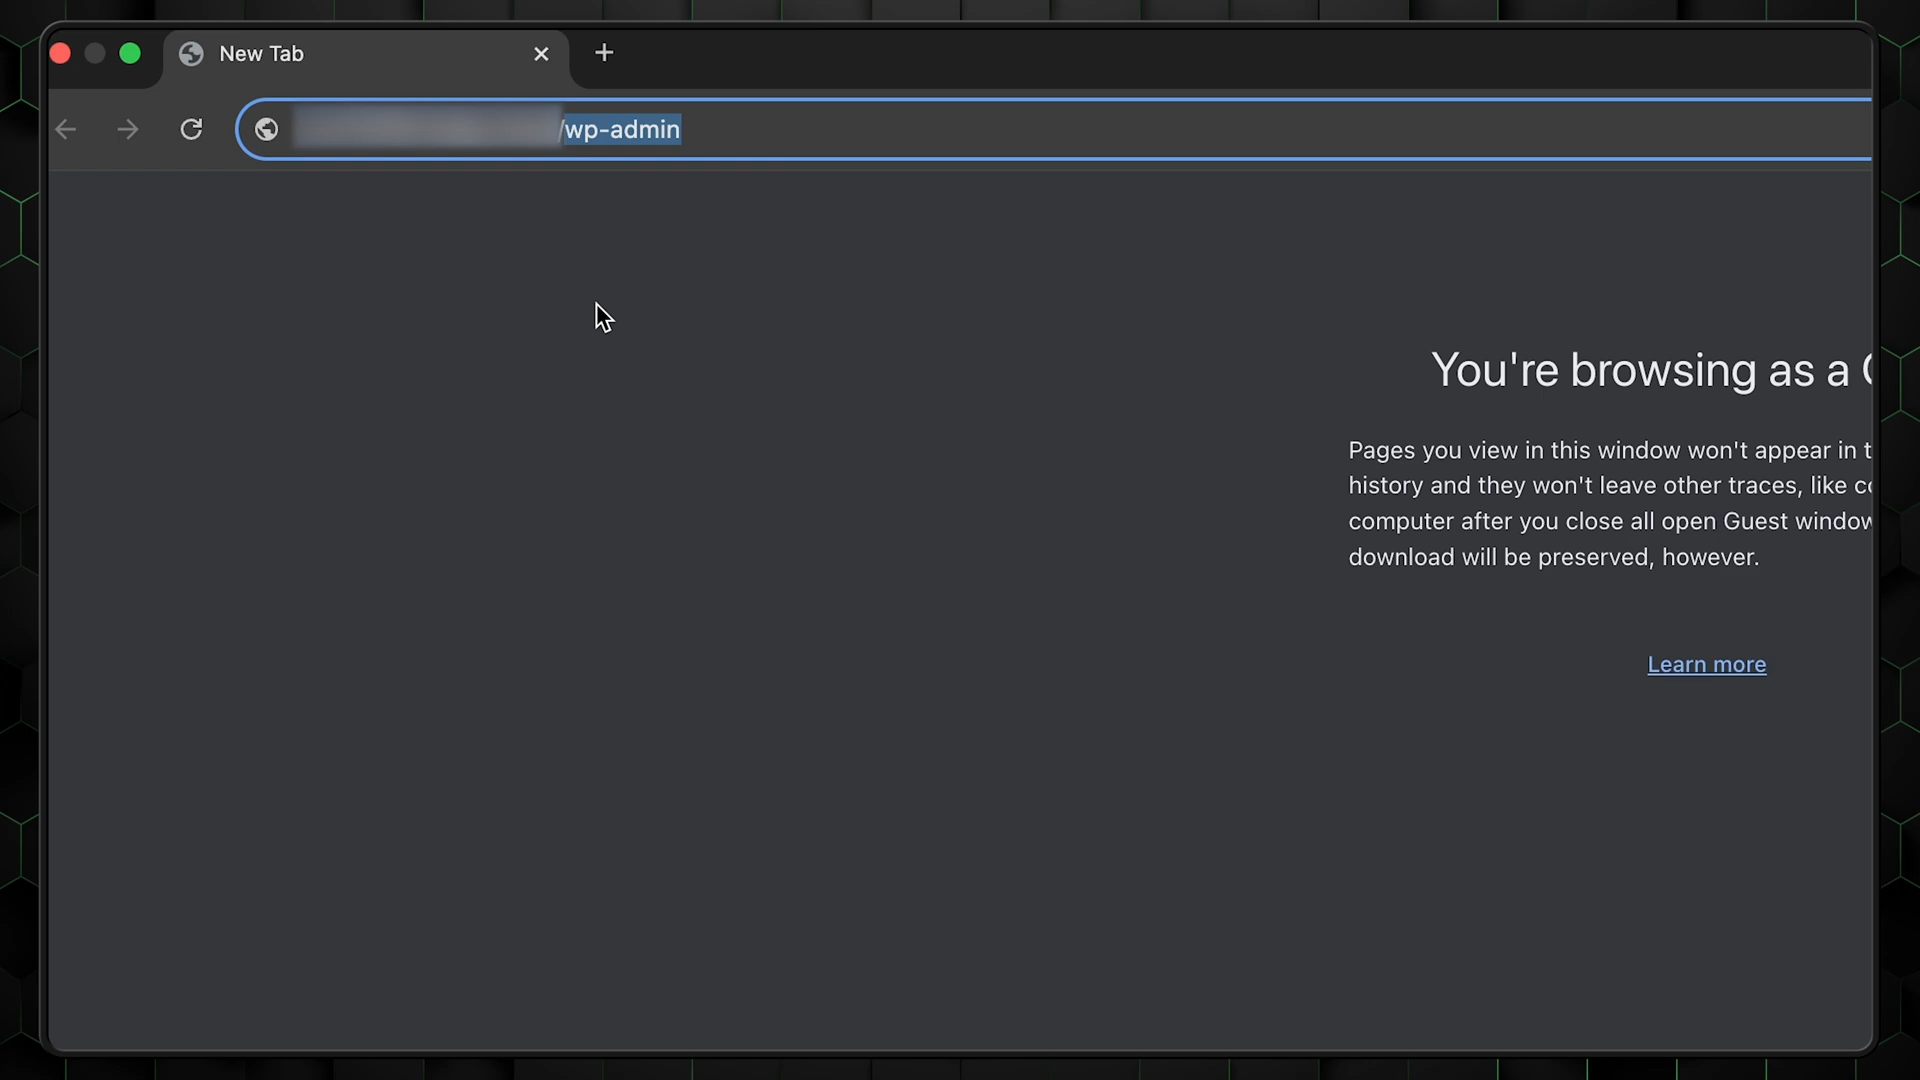 New Tab
/wp-admin
You're browsing as a
Pages you view in this window won't appear in
history and they won't leave other traces, like
computer after you close all open Guest
download will be preserved, however.
Learn more